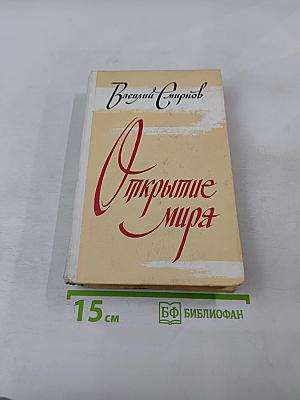 Василий Смирнов
Открытие
мира
15 см
БФ БИБЛИОФАН